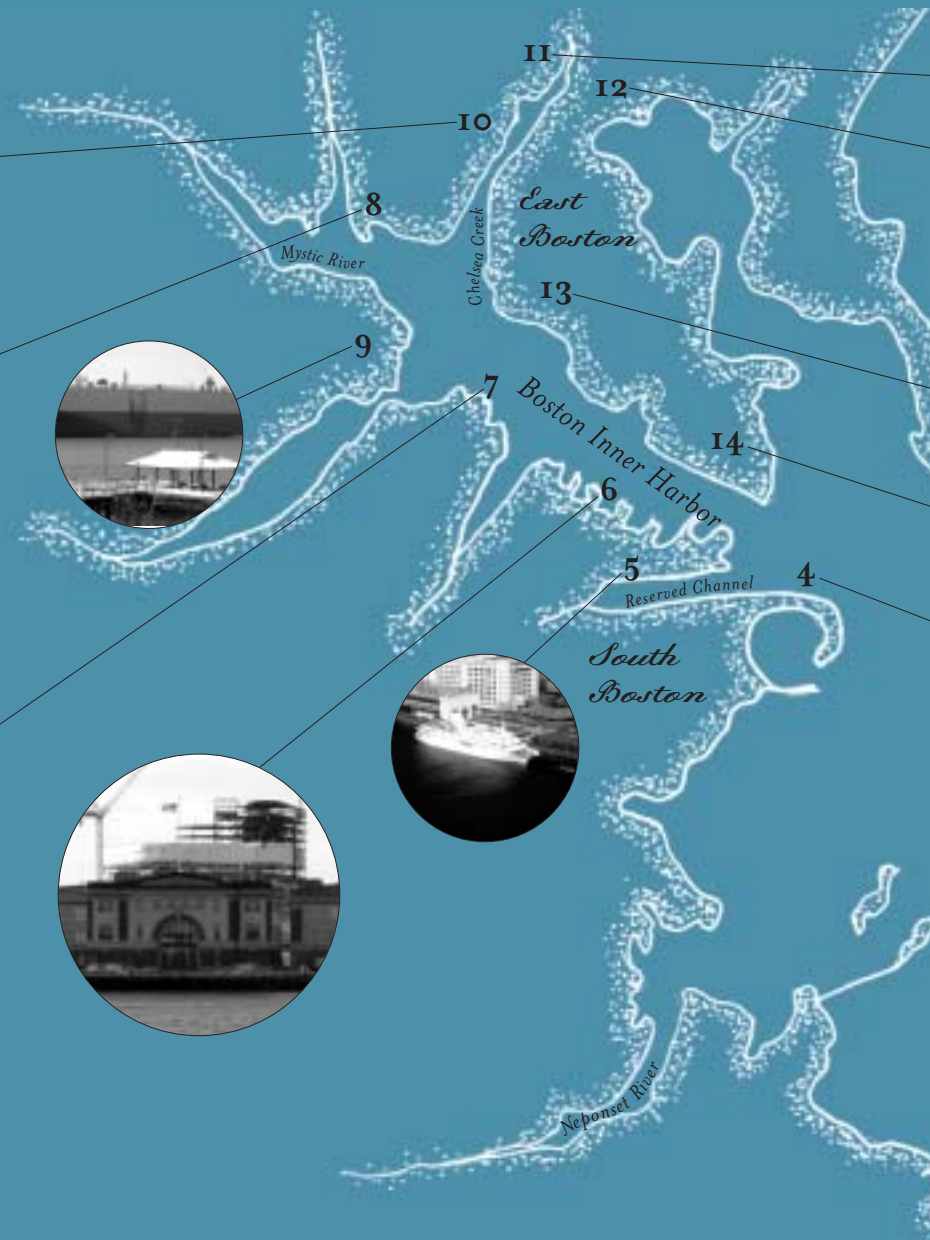 11
12
10
East
Boston
8
Chelsea Creek
Mystic River
13
9
7
Boston Inner Harbor
14
6
5
4
Reserved Channel
South
Boston
Neponset River